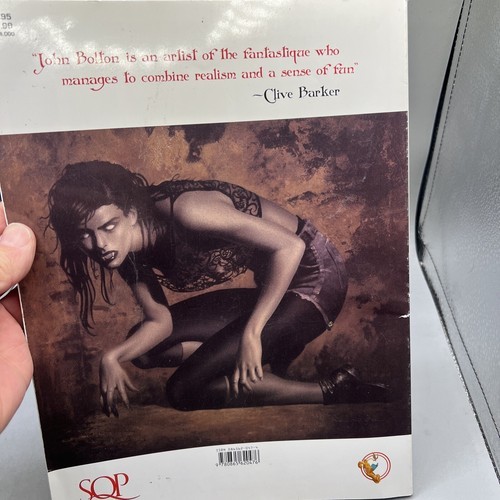 95
"John Bolton is an artist of the fantastique who
manages to combine realism and a sense of fun"
~Clive Barker
SQP